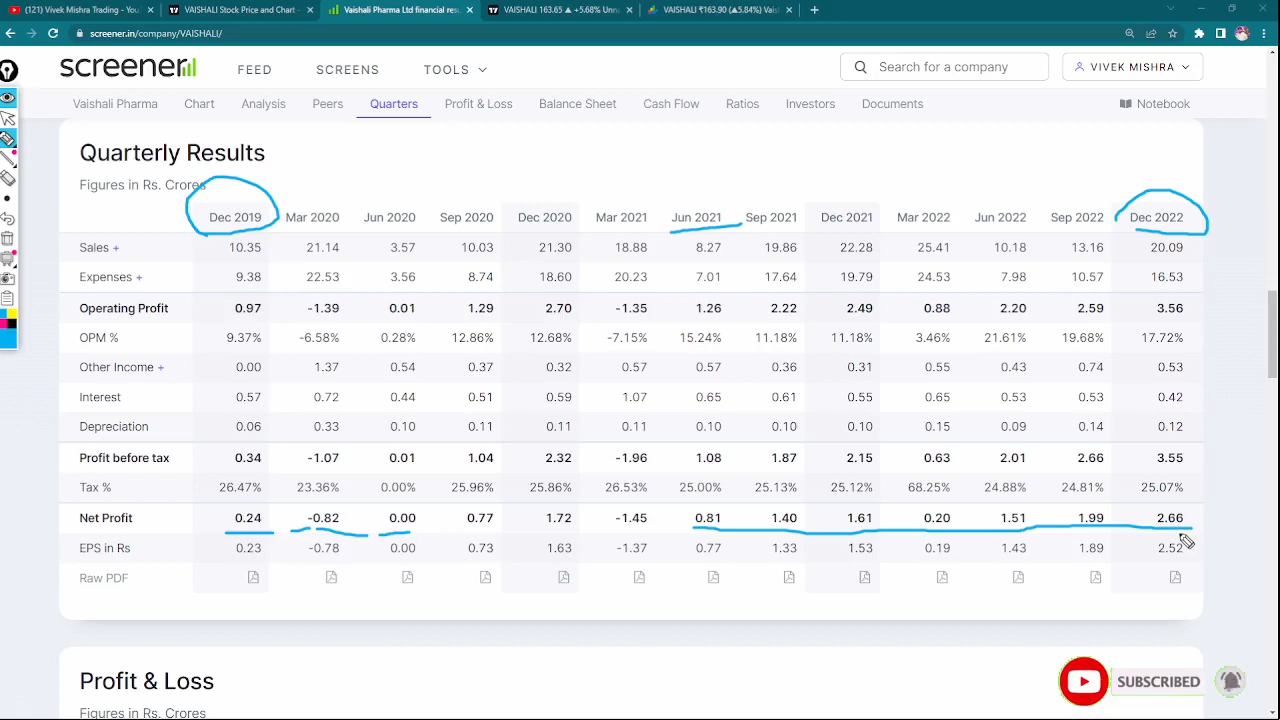 (121) Vivek Mishra Trading - You
VAISHALI Stock Price and Chart -
Vaishali Pharma Ltd financial res
VAISHALI 163.65 ▲ +5.68% Unna
VAISHALI ₹163.90 (▲5.84%) Vais
screener.in/company/VAISHALI/
screener
FEED SCREENS TOOLS
Search for a company
VIVEK MISHRA
Vaishali Pharma Chart Analysis Peers Quarters Profit & Loss Balance Sheet Cash Flow Ratios Investors Documents Notebook
Quarterly Results
Figures in Rs. Crores
Dec 2019 Mar 2020 Jun 2020 Sep 2020 Dec 2020 Mar 2021 Jun 2021 Sep 2021 Dec 2021 Mar 2022 Jun 2022 Sep 2022 Dec 2022
Sales + 10.35 21.14 3.57 10.03 21.30 18.88 8.27 19.86 22.28 25.41 10.18 13.16 20.09
Expenses + 9.38 22.53 3.56 8.74 18.60 20.23 7.01 17.64 19.79 24.53 7.98 10.57 16.53
Operating Profit 0.97 -1.39 0.01 1.29 2.70 -1.35 1.26 2.22 2.49 0.88 2.20 2.59 3.56
OPM % 9.37% -6.58% 0.28% 12.86% 12.68% -7.15% 15.24% 11.18% 11.18% 3.46% 21.61% 19.68% 17.72%
Other Income + 0.00 1.37 0.54 0.37 0.32 0.57 0.57 0.36 0.31 0.55 0.43 0.74 0.53
Interest 0.57 0.72 0.44 0.51 0.59 1.07 0.65 0.61 0.55 0.65 0.53 0.53 0.42
Depreciation 0.06 0.33 0.10 0.11 0.11 0.11 0.10 0.10 0.10 0.15 0.09 0.14 0.12
Profit before tax 0.34 -1.07 0.01 1.04 2.32 -1.96 1.08 1.87 2.15 0.63 2.01 2.66 3.55
Tax % 26.47% 23.36% 0.00% 25.96% 25.86% 26.53% 25.00% 25.13% 25.12% 68.25% 24.88% 24.81% 25.07%
Net Profit 0.24 -0.82 0.00 0.77 1.72 -1.45 0.81 1.40 1.61 0.20 1.51 1.99 2.66
EPS in Rs 0.23 -0.78 0.00 0.73 1.63 -1.37 0.77 1.33 1.53 0.19 1.43 1.89 2.52
Raw PDF
Profit & Loss
Figures in Rs. Crores
SUBSCRIBED